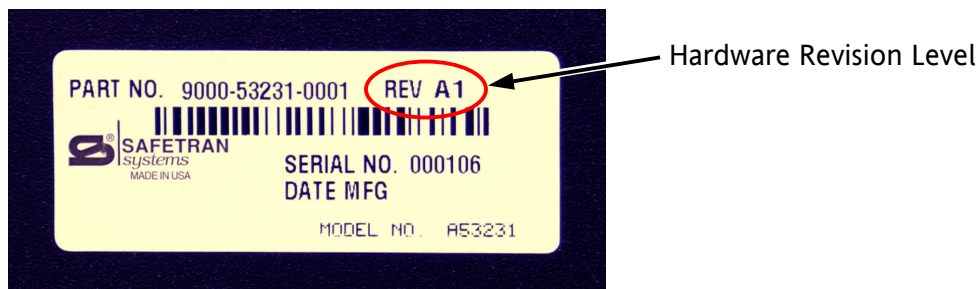 Hardware Revision Level
PART NO. 9000-53231-0001 REV A1
SAFETRAN
systems
MADE IN USA
SERIAL NO. 000106
DATE MFG
MODEL NO. A53231